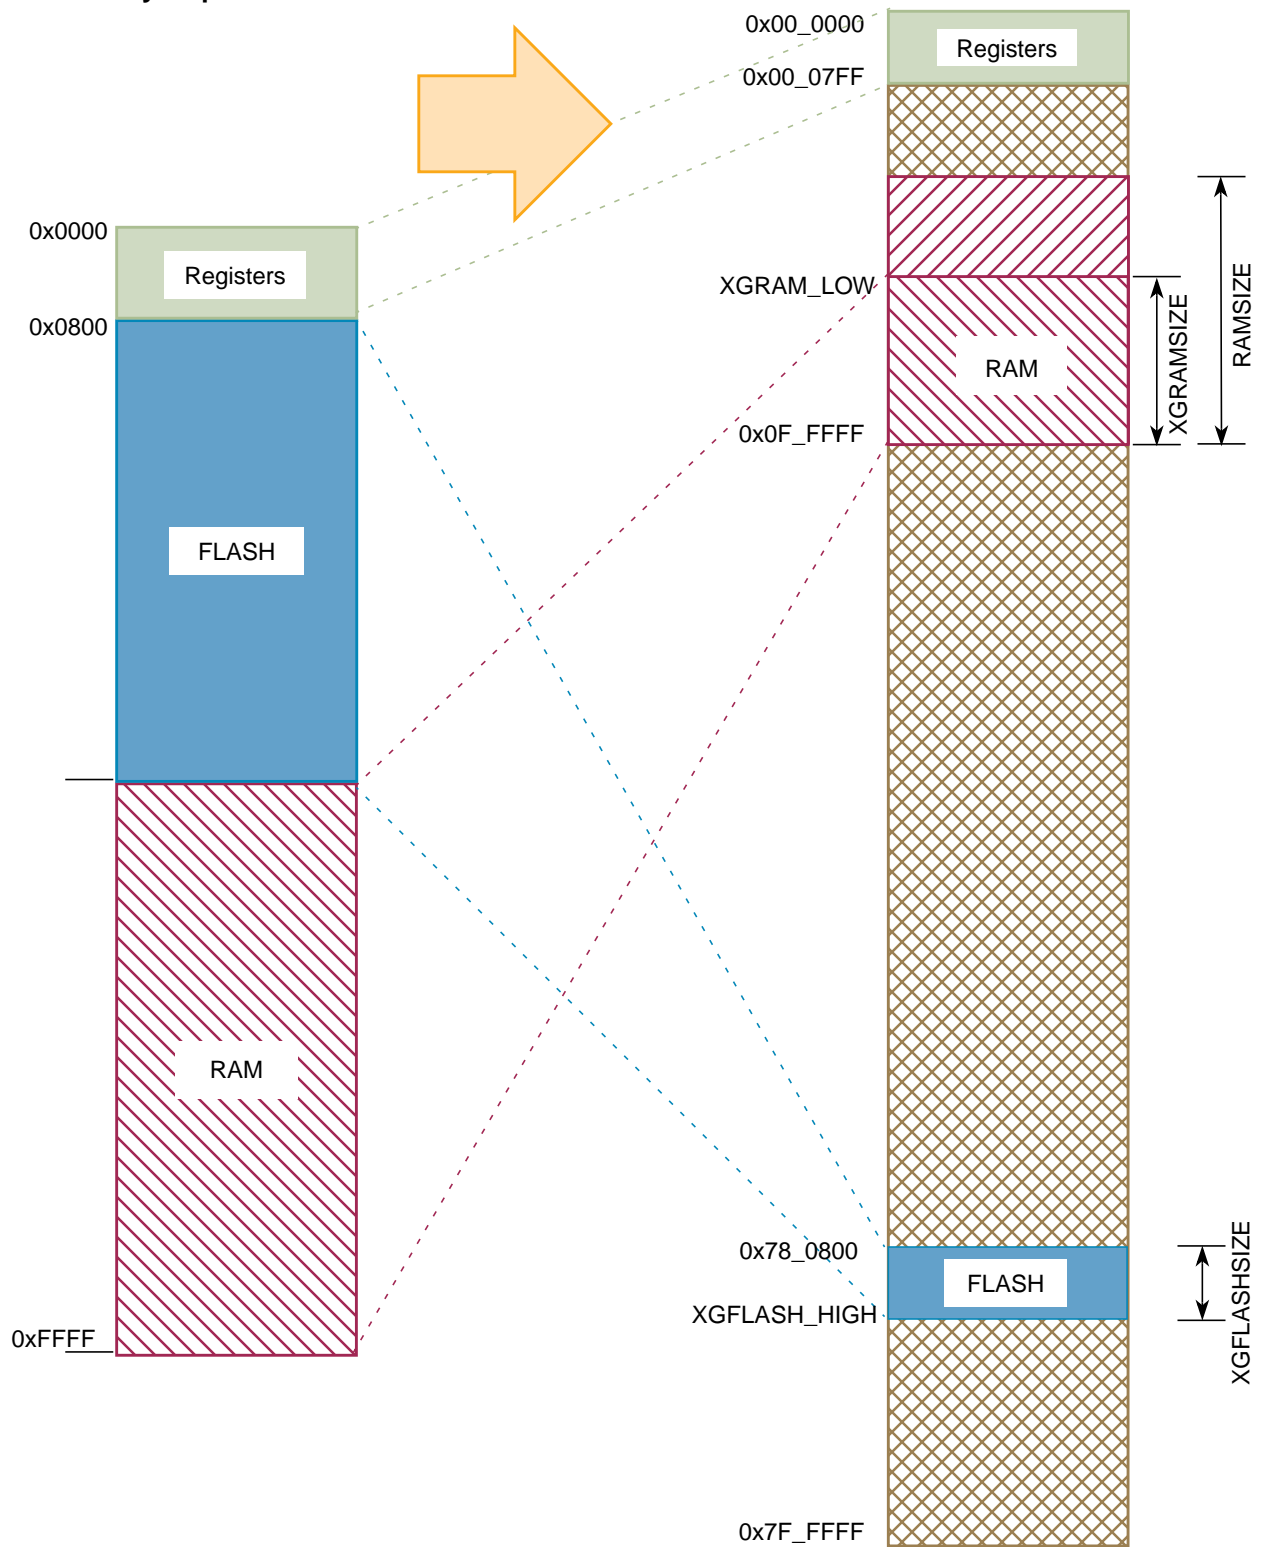 0x00_0000
Registers
0x00_07FF
0x0000
Registers
0x0800
XGRAM_LOW
RAM
XGRAMSIZE
RAMSIZE
0x0F_FFFF
FLASH
RAM
0x78_0800
FLASH
XGFLASHSIZE
XGFLASH_HIGH
0xFFFF
0x7F_FFFF